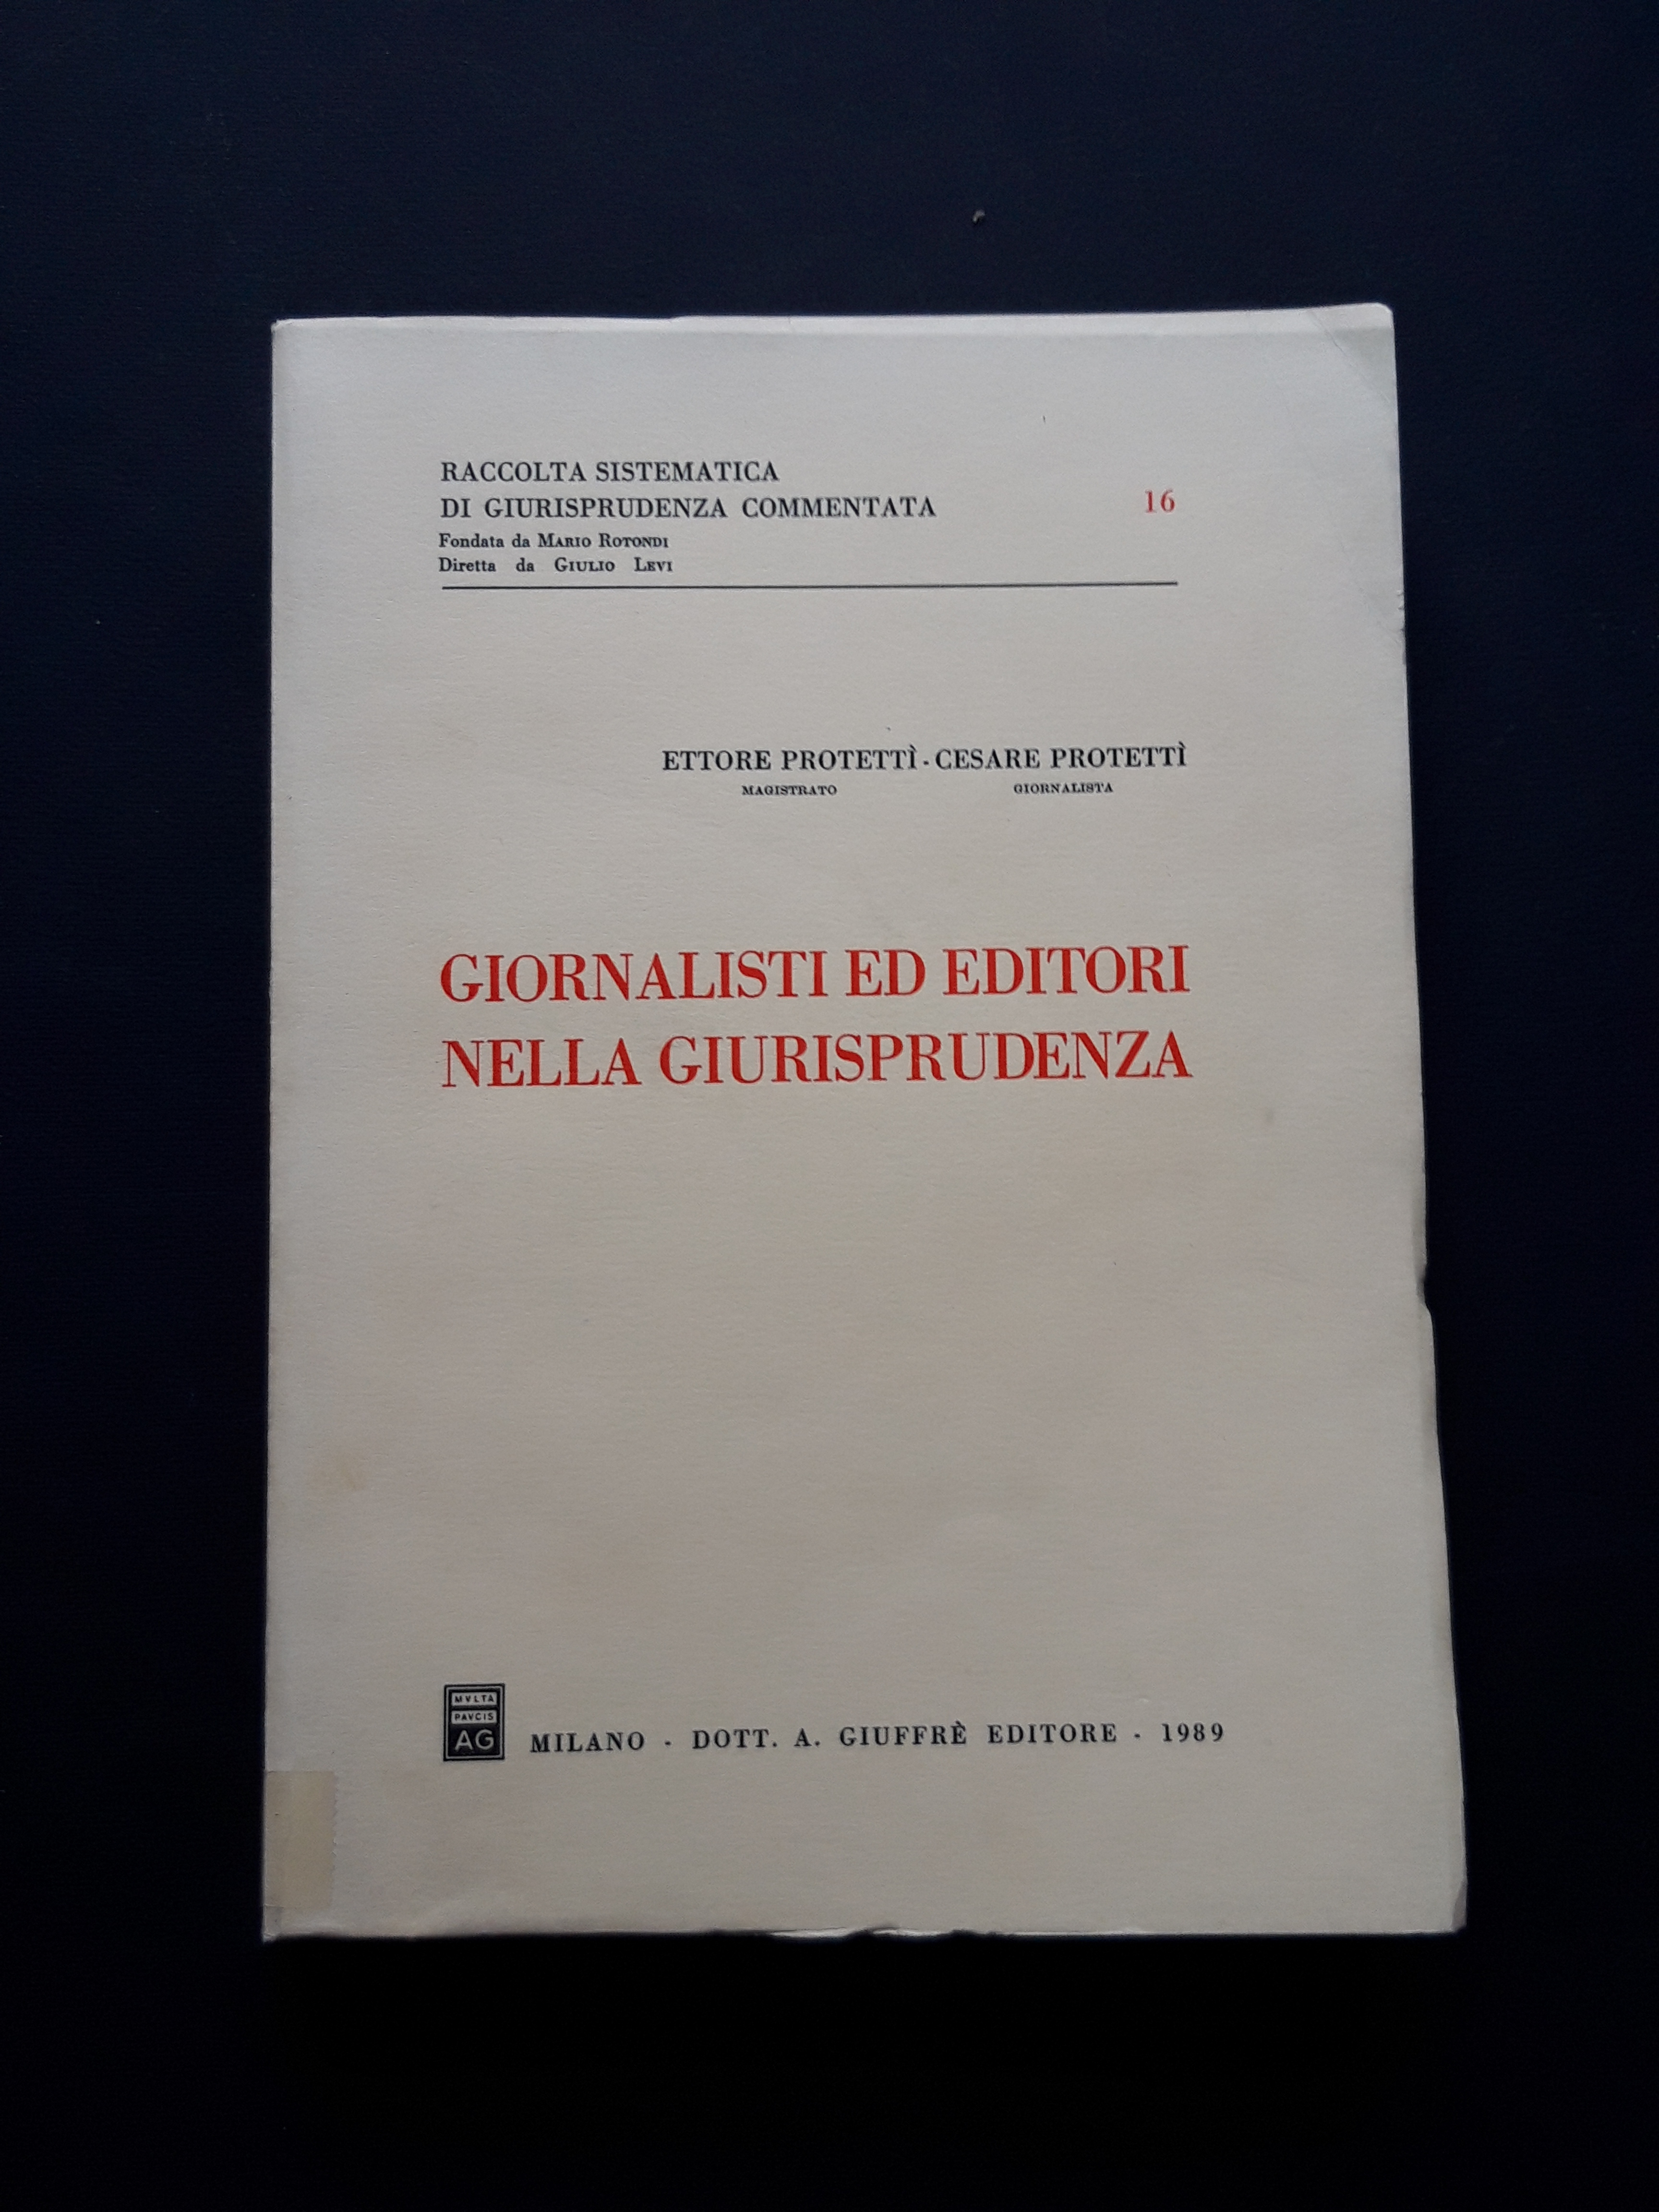 RACCOLTA SISTEMATICA
DI GIURISPRUDENZA COMMENTATA
16
Fondata da MARIO ROTONDI
Diretta da GIULIO LEVI
ETTORE PROTETTÌ - CESARE PROTETTÌ
MAGISTRATO GIORNALISTA
GIORNALISTI ED EDITORI
NELLA GIURISPRUDENZA
MVLTA
PAVCIS
AG
MILANO - DOTT. A. GIUFFRÈ EDITORE - 1989